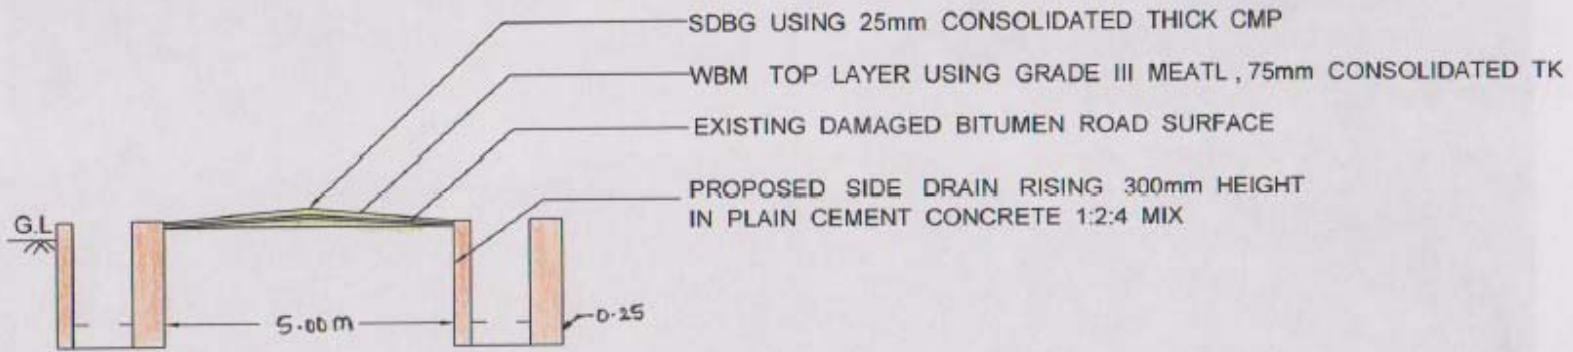 SDBG USING 25mm CONSOLIDATED THICK CMP
WBM TOP LAYER USING GRADE III MEATL , 75mm CONSOLIDATED TK
EXISTING DAMAGED BITUMEN ROAD SURFACE
PROPOSED SIDE DRAIN RISING 300mm HEIGHT
IN PLAIN CEMENT CONCRETE 1:2:4 MIX
G.L
5.00m
0.25